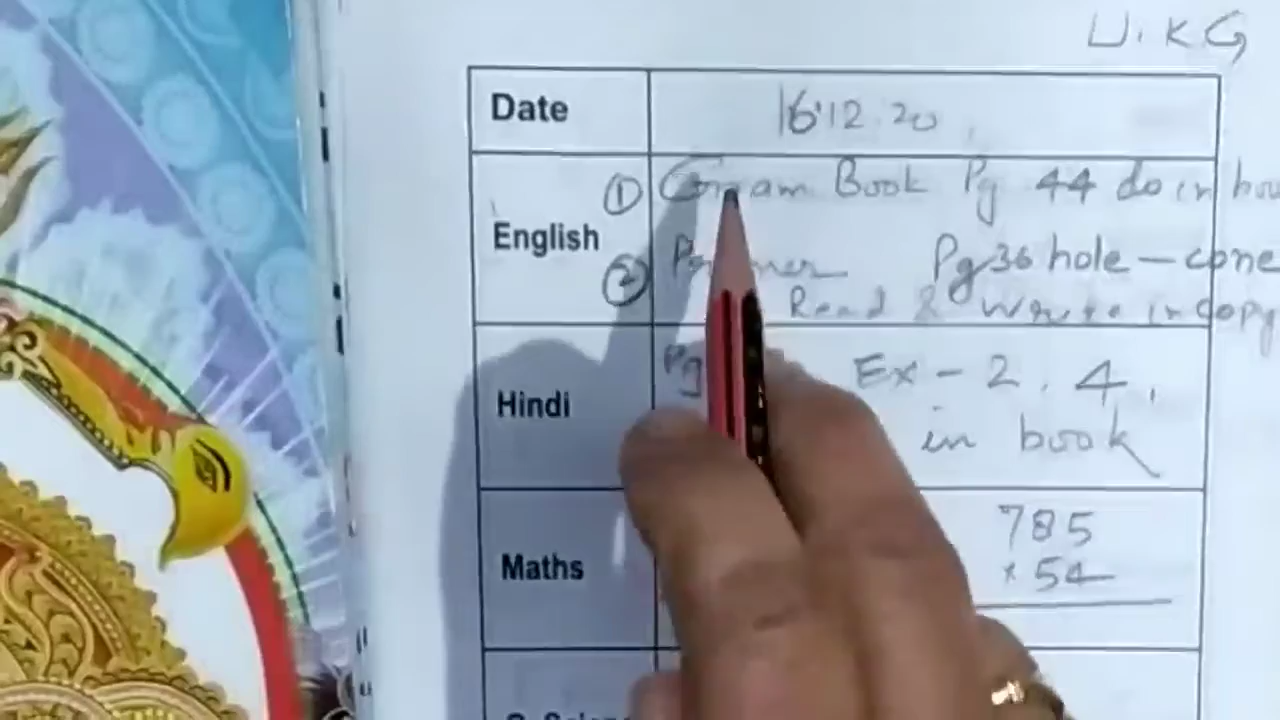 U.K.G
Date 16.12.20
English ① Gram Book Pg 44 do in
② Pg 36 hole - cone
Read & Write in copy
Hindi Pg Ex - 2, 4,
in book
Maths 785
× 54